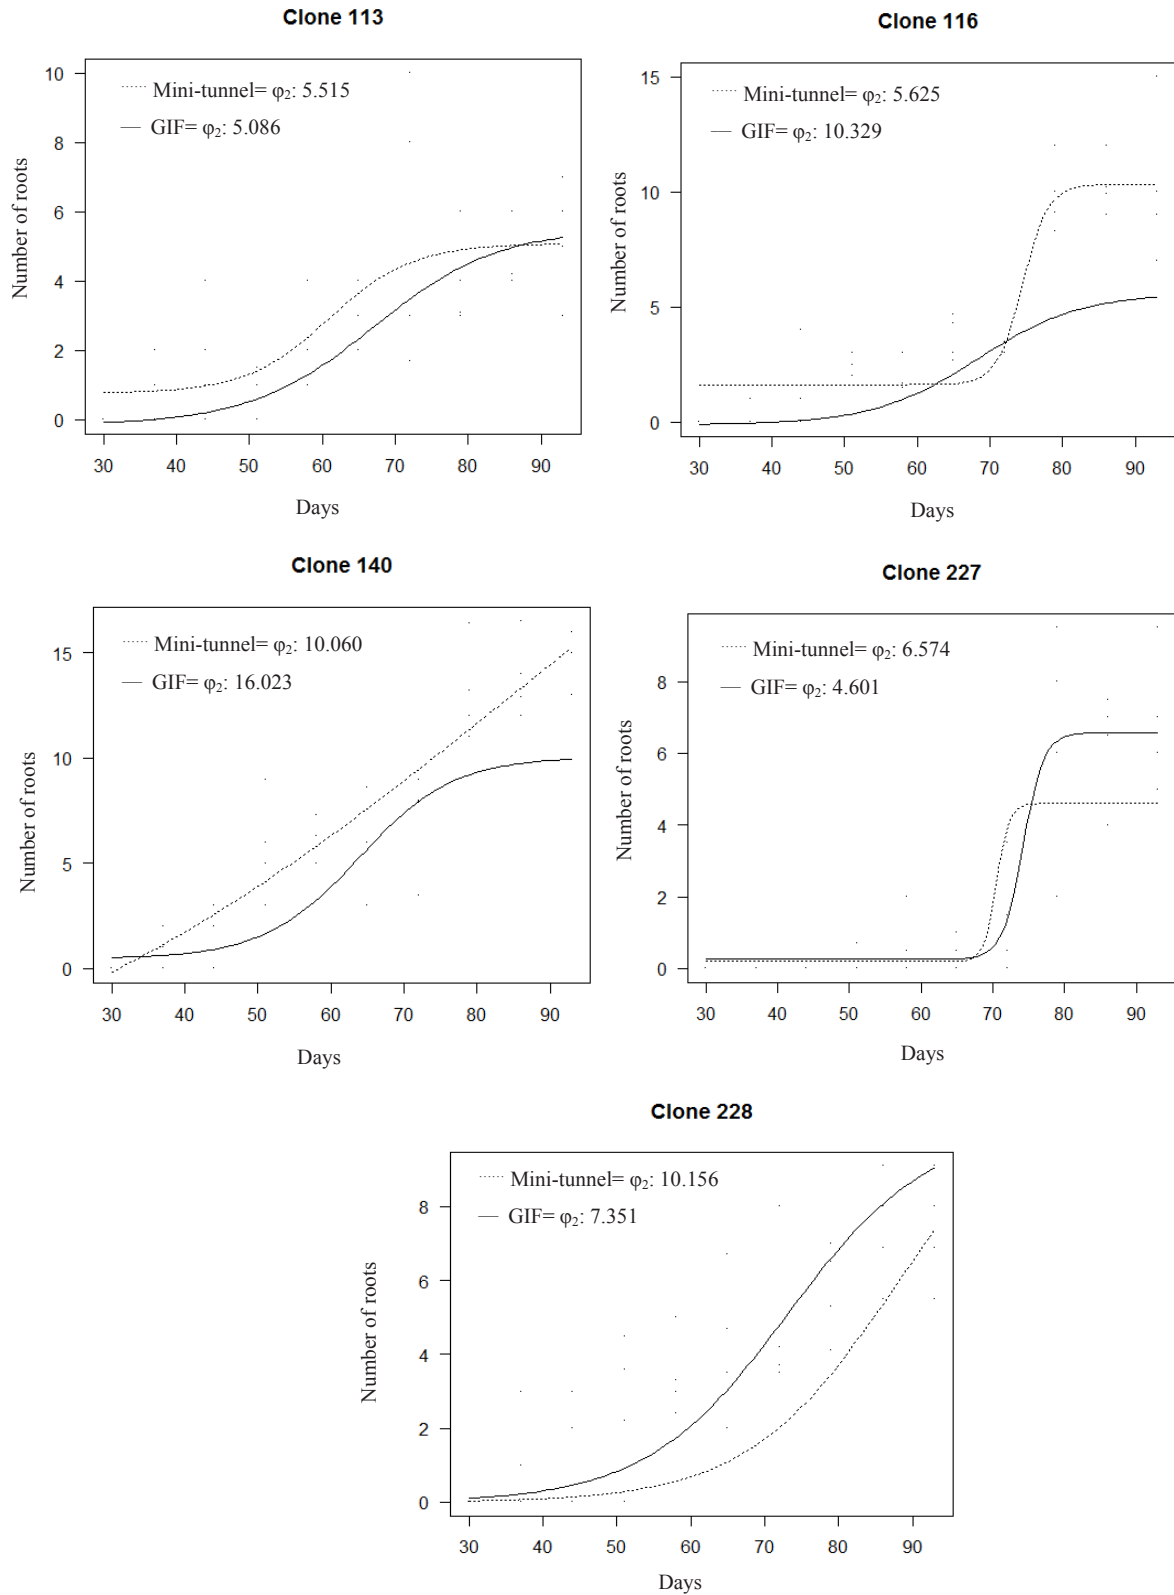 Clone 113
Mini-tunnel= φ₂: 5.515
GIF= φ₂: 5.086
Number of roots
10
8
6
4
2
0
30 40 50 60 70 80 90
Days
Clone 116
Mini-tunnel= φ₂: 5.625
GIF= φ₂: 10.329
Number of roots
15
10
5
0
30 40 50 60 70 80 90
Days
Clone 140
Mini-tunnel= φ₂: 10.060
GIF= φ₂: 16.023
Number of roots
15
10
5
0
30 40 50 60 70 80 90
Days
Clone 227
Mini-tunnel= φ₂: 6.574
GIF= φ₂: 4.601
Number of roots
8
6
4
2
0
30 40 50 60 70 80 90
Days
Clone 228
Mini-tunnel= φ₂: 10.156
GIF= φ₂: 7.351
Number of roots
8
6
4
2
0
30 40 50 60 70 80 90
Days